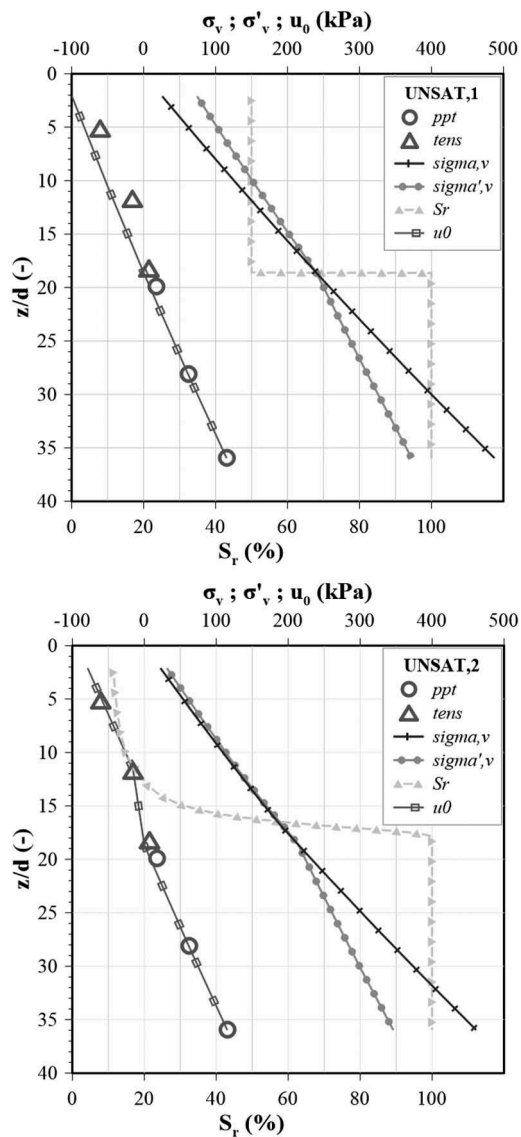 σv ; σ'v ; u0 (kPa)
-100 0 100 200 300 400 500
0
5
10
15
20
25
30
35
40
z/d (-)
UNSAT,1
ppt
tens
sigma,v
sigma',v
Sr
u0
0 20 40 60 80 100
Sr (%)
σv ; σ'v ; u0 (kPa)
-100 0 100 200 300 400 500
0
5
10
15
20
25
30
35
40
z/d (-)
UNSAT,2
ppt
tens
sigma,v
sigma',v
Sr
u0
0 20 40 60 80 100
Sr (%)